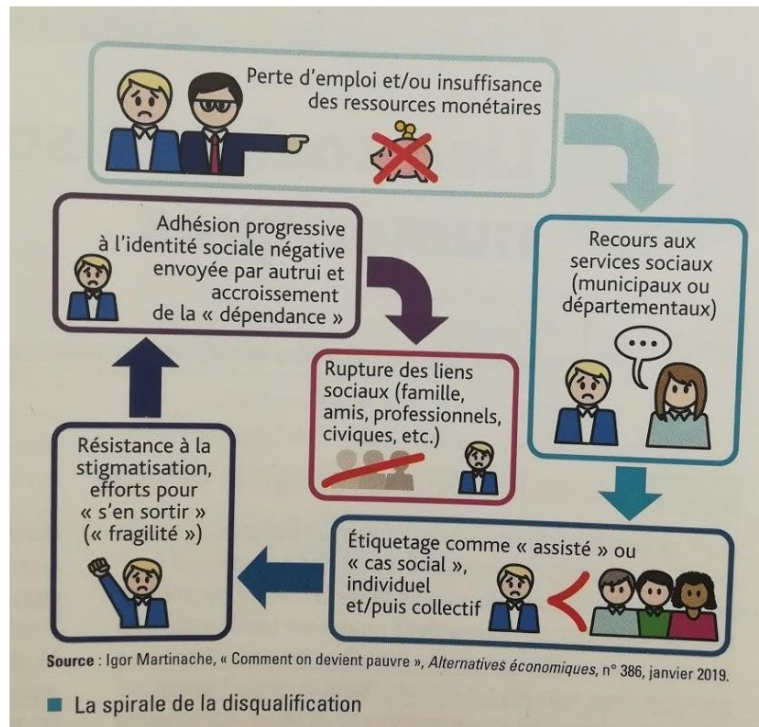 Perte d'emploi et/ou insuffisance
des ressources monétaires
Recours aux
services sociaux
(municipaux ou
départementaux)
Étiquetage comme « assisté » ou
« cas social »,
individuel
et/puis collectif
Résistance à la
stigmatisation,
efforts pour
« s'en sortir »
(« fragilité »)
Adhésion progressive
à l'identité sociale négative
envoyée par autrui et
accroissement
de la « dépendance »
Rupture des liens
sociaux (famille,
amis, professionnels,
civiques, etc.)
Source : Igor Martinache, « Comment on devient pauvre », Alternatives économiques, n° 386, janvier 2019.
La spirale de la disqualification